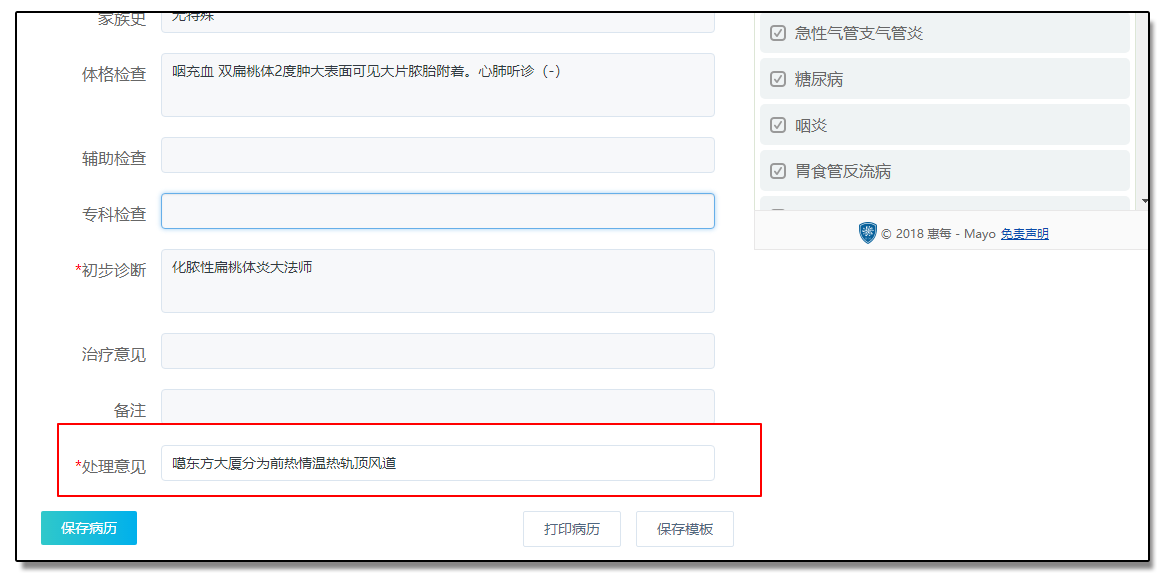 家族史
无特殊
体格检查
咽充血 双扁桃体2度肿大表面可见大片脓胎附着。心肺听诊（-）
辅助检查
专科检查
*初步诊断
化脓性扁桃体炎大法师
治疗意见
备注
*处理意见
噶东方大厦分为前热情温热轨顶风道
保存病历
打印病历
保存模板
急性气管支气管炎
糖尿病
咽炎
胃食管反流病
© 2018 惠每 - Mayo 免责声明